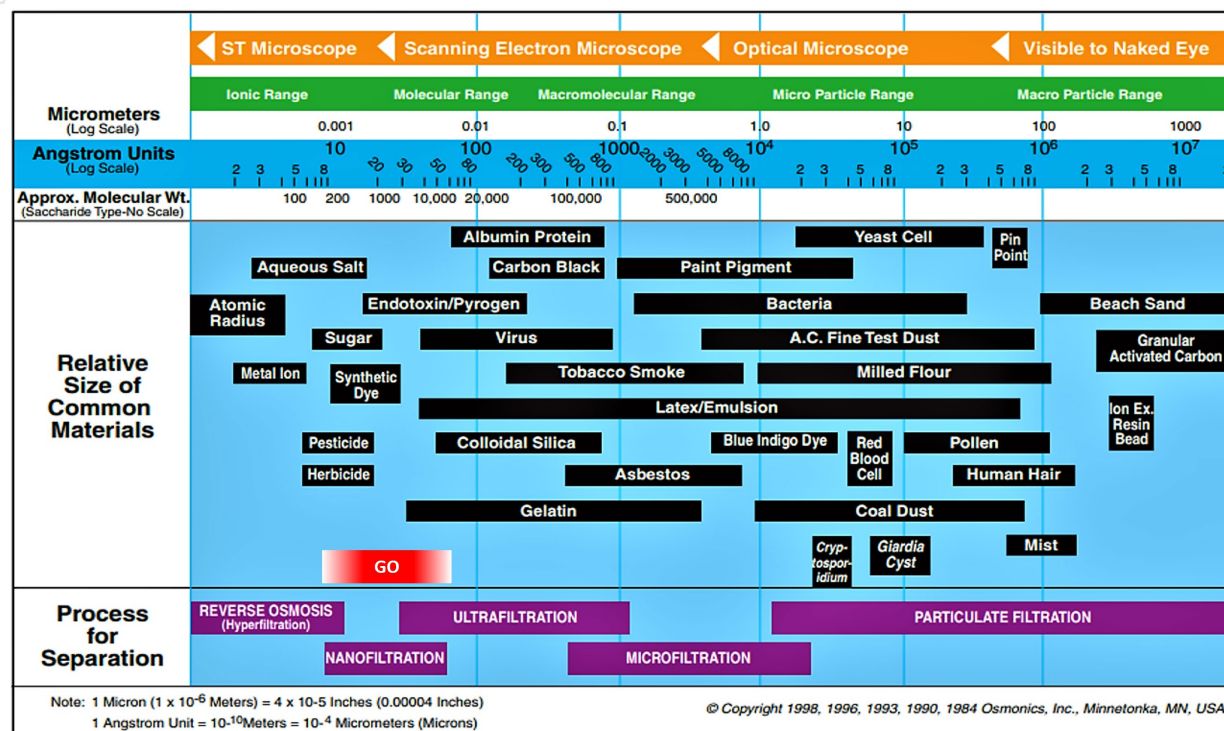 ST Microscope Scanning Electron Microscope Optical Microscope Visible to Naked Eye
Ionic Range Molecular Range Macromolecular Range Micro Particle Range Macro Particle Range
Micrometers
(Log Scale)
0.001 0.01 0.1 1.0 10 100 1000
Angstrom Units
(Log Scale)
10 100 1000 10⁴ 10⁵ 10⁶ 10⁷
2 3 5 8 20 30 50 80 200 300 500 800 2000 3000 5000 8000 2 3 5 8 2 3 5 8 2 3 5 8
Approx. Molecular Wt.
(Saccharide Type-No Scale)
100 200 1000 10,000 20,000 100,000 500,000
Relative
Size of
Common
Materials
Albumin Protein Yeast Cell Pin
Point
Aqueous Salt Carbon Black Paint Pigment
Atomic
Radius
Endotoxin/Pyrogen Bacteria Beach Sand
Sugar Virus A.C. Fine Test Dust Granular
Activated Carbon
Metal Ion Synthetic
Dye
Tobacco Smoke Milled Flour
Latex/Emulsion Ion Ex.
Resin
Bead
Pesticide Colloidal Silica Blue Indigo Dye Red
Blood
Cell
Pollen
Herbicide Asbestos Human Hair
Gelatin Coal Dust
GO Cryp-
tospor-
idium
Giardia
Cyst
Mist
Process
for
Separation
REVERSE OSMOSIS
(Hyperfiltration)
ULTRAFILTRATION PARTICULATE FILTRATION
NANOFILTRATION MICROFILTRATION
Note: 1 Micron (1 x 10⁻⁶ Meters) = 4 x 10-5 Inches (0.00004 Inches)
1 Angstrom Unit = 10⁻¹⁰Meters = 10⁻⁴ Micrometers (Microns)
© Copyright 1998, 1996, 1993, 1990, 1984 Osmonics, Inc., Minnetonka, MN, USA